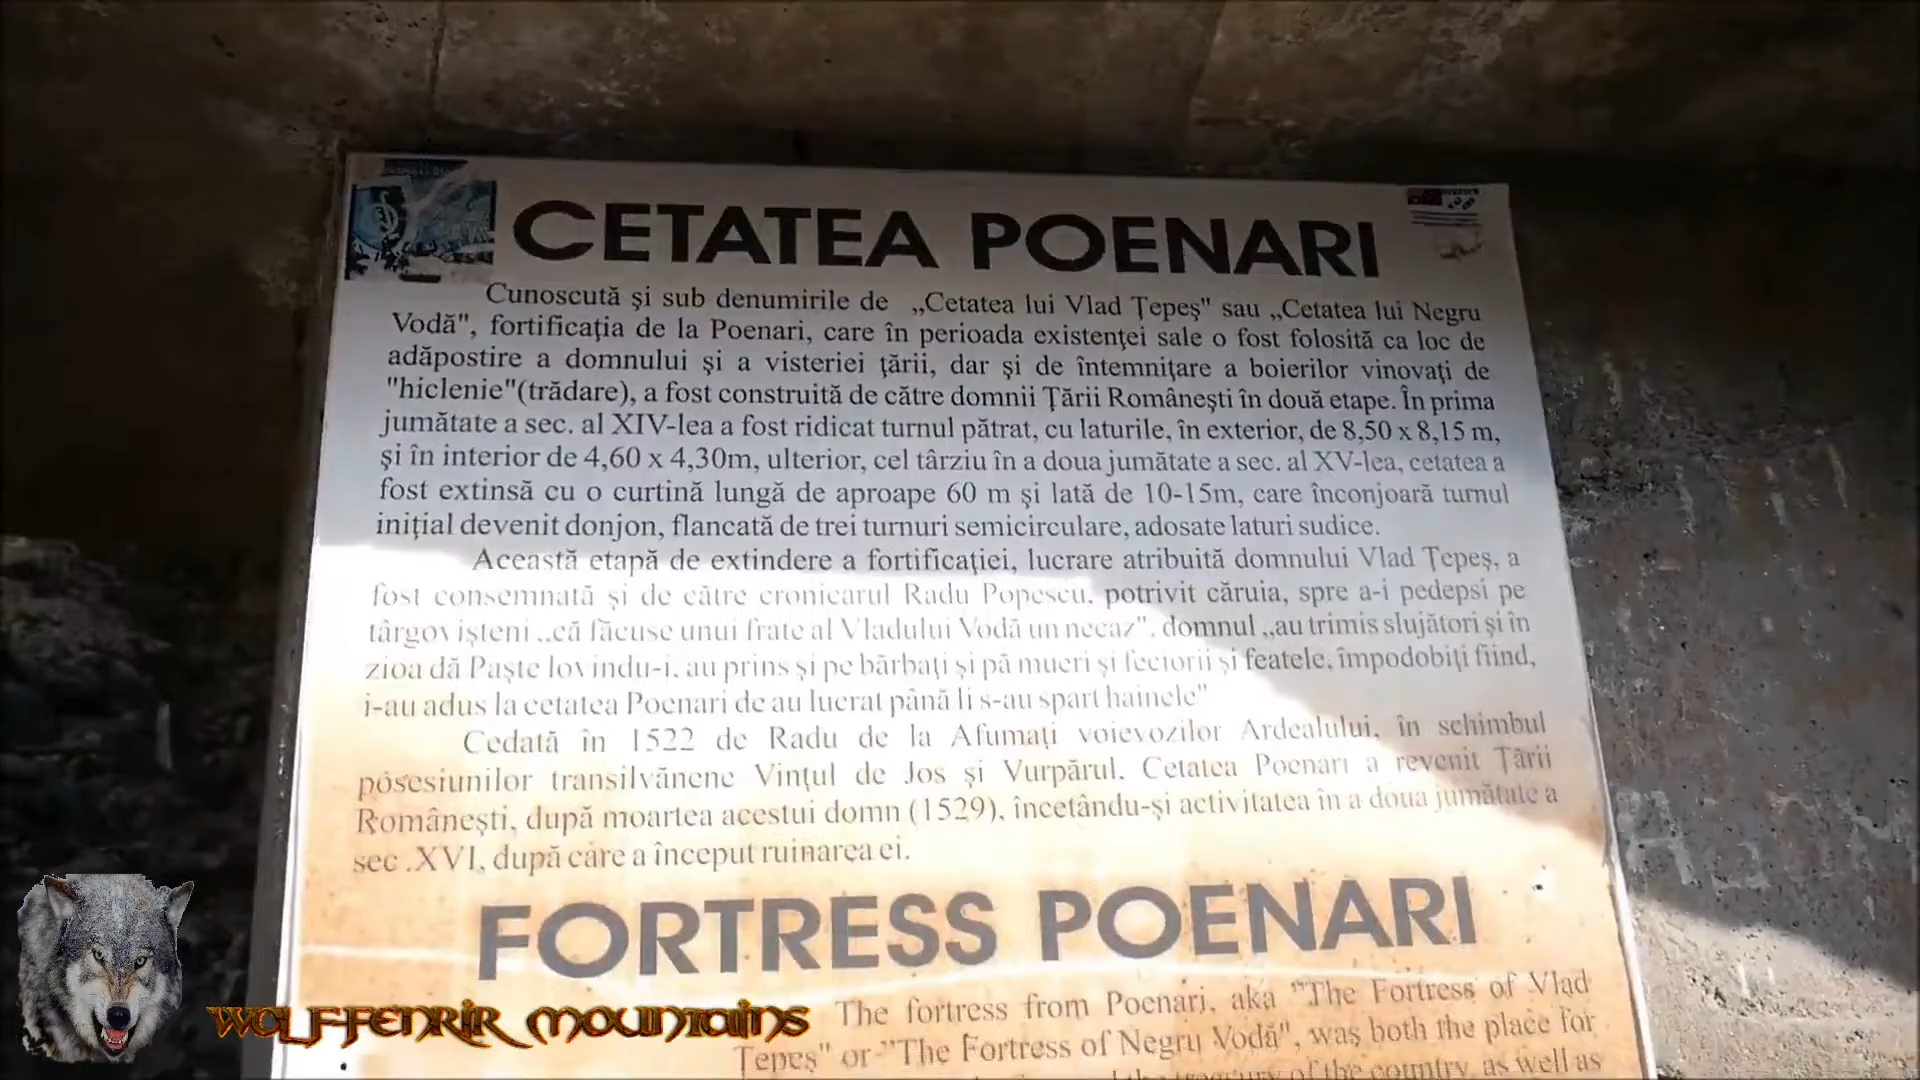 CETATEA POENARI
Cunoscută şi sub denumirile de „Cetatea lui Vlad Ţepeş" sau „Cetatea lui Negru
Vodă", fortificaţia de la Poenari, care în perioada existenţei sale o fost folosită ca loc de
adăpostire a domnului şi a visteriei ţării, dar şi de întemniţare a boierilor vinovaţi de
"hiclenie"(trădare), a fost construită de către domnii Ţării Româneşti în două etape. În prima
jumătate a sec. al XIV-lea a fost ridicat turnul pătrat, cu laturile, în exterior, de 8,50 x 8,15 m,
şi în interior de 4,60 x 4,30m, ulterior, cel târziu în a doua jumătate a sec. al XV-lea, cetatea a
fost extinsă cu o curtină lungă de aproape 60 m şi lată de 10-15m, care înconjoară turnul
iniţial devenit donjon, flancată de trei turnuri semicirculare, adosate laturi sudice.
Această etapă de extindere a fortificaţiei, lucrare atribuită domnului Vlad Ţepeş, a
fost consemnată şi de către cronicarul Radu Popescu, potrivit căruia, spre a-i pedepsi pe
târgovişteni „că făcuse unui frate al Vladului Vodă un necaz", domnul „au trimis slujători şi în
zioa dă Paşte lovindu-i, au prins şi pe bărbaţi şi pă mueri şi feciorii şi featele, împodobiţi fiind,
i-au adus la cetatea Poenari de au lucrat până li s-au spart hainele"
Cedată în 1522 de Radu de la Afumaţi voievozilor Ardealului, în schimbul
posesiunilor transilvănene Vinţul de Jos şi Vurpărul, Cetatea Poenari a revenit Ţării
Româneşti, după moartea acestui domn (1529), încetându-şi activitatea în a doua jumătate a
sec .XVI, după care a început ruinarea ei.
FORTRESS POENARI
The fortress from Poenari, aka "The Fortress of Vlad
Ţepeş" or "The Fortress of Negru Vodă", was both the place for
the treasury of the country, as well as
WOLFFENRIR MOUNTAINS